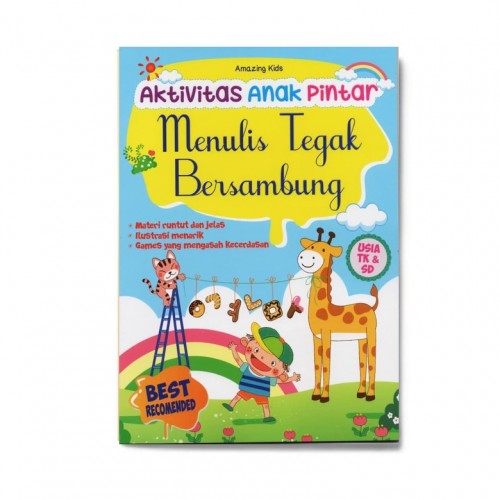 Amazing Kids
Aktivitas Anak Pintar
Menulis Tegak
Bersambung
Materi runtut dan jelas
Ilustrasi menarik
Games yang mengasah Kecerdasan
USIA
TK &
SD
BEST
RECOMENDED